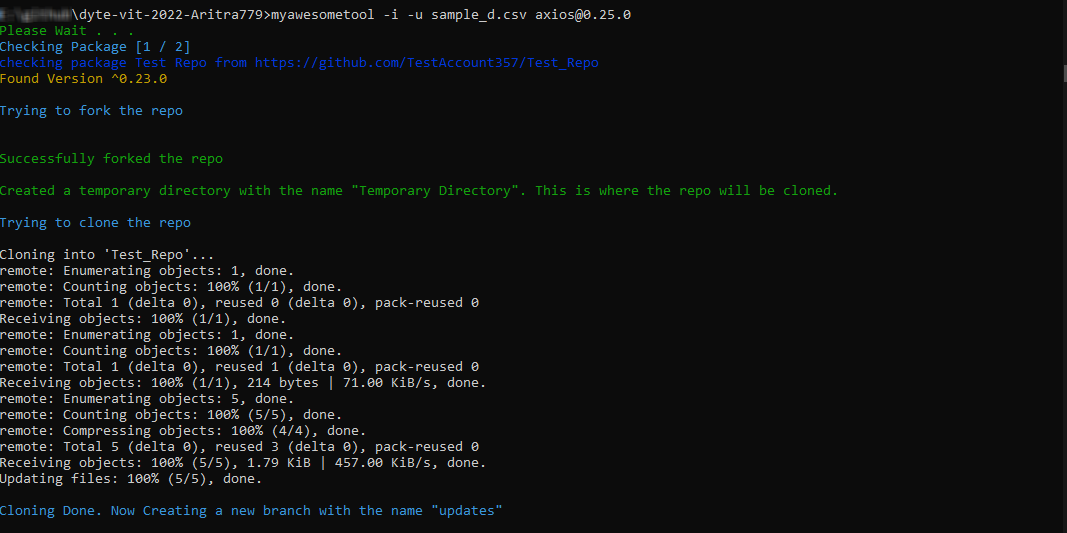 \dyte-vit-2022-Aritra779>myawesometool -i -u sample_d.csv axios@0.25.0
Please Wait . . .
Checking Package [1 / 2]
checking package Test Repo from https://github.com/TestAccount357/Test_Repo
Found Version ^0.23.0
Trying to fork the repo
Successfully forked the repo
Created a temporary directory with the name "Temporary Directory". This is where the repo will be cloned.
Trying to clone the repo
Cloning into 'Test_Repo'...
remote: Enumerating objects: 1, done.
remote: Counting objects: 100% (1/1), done.
remote: Total 1 (delta 0), reused 0 (delta 0), pack-reused 0
Receiving objects: 100% (1/1), done.
remote: Enumerating objects: 1, done.
remote: Counting objects: 100% (1/1), done.
remote: Total 1 (delta 0), reused 1 (delta 0), pack-reused 0
Receiving objects: 100% (1/1), 214 bytes | 71.00 KiB/s, done.
remote: Enumerating objects: 5, done.
remote: Counting objects: 100% (5/5), done.
remote: Compressing objects: 100% (4/4), done.
remote: Total 5 (delta 0), reused 3 (delta 0), pack-reused 0
Receiving objects: 100% (5/5), 1.79 KiB | 457.00 KiB/s, done.
Updating files: 100% (5/5), done.
Cloning Done. Now Creating a new branch with the name "updates"